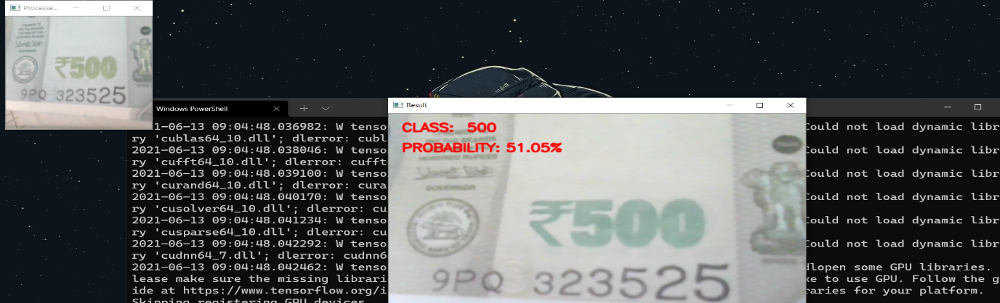 Processe...
₹500
9PQ 323525
Windows PowerShell
Result
CLASS: 500
PROBABILITY: 51.05%
HUNDRED RUPEES
GOVERNOR
₹500
9PQ 323525
21-06-13 09:04:48.036982: W tenso
Could not load dynamic libr
ry 'cublas64_10.dll'; dlerror: cubl
21-06-13 09:04:48.038046: W tenso
Could not load dynamic libr
ry 'cufft64_10.dll'; dlerror: cufft
2021-06-13 09:04:48.039100: W tenso
Could not load dynamic libr
ry 'curand64_10.dll'; dlerror: cura
2021-06-13 09:04:48.040170: W tenso
Could not load dynamic libr
ry 'cusolver64_10.dll'; dlerror: cu
2021-06-13 09:04:48.041234: W tenso
Could not load dynamic libr
ry 'cusparse64_10.dll'; dlerror: cu
2021-06-13 09:04:48.042292: W tenso
Could not load dynamic libr
ry 'cudnn64_7.dll'; dlerror: cudnn6
2021-06-13 09:04:48.042462: W tenso
dlopen some GPU libraries.
lease make sure the missing librari
ke to use GPU. Follow the g
ide at https://www.tensorflow.org/i
raries for your platform.
Skipping registering GPU devices